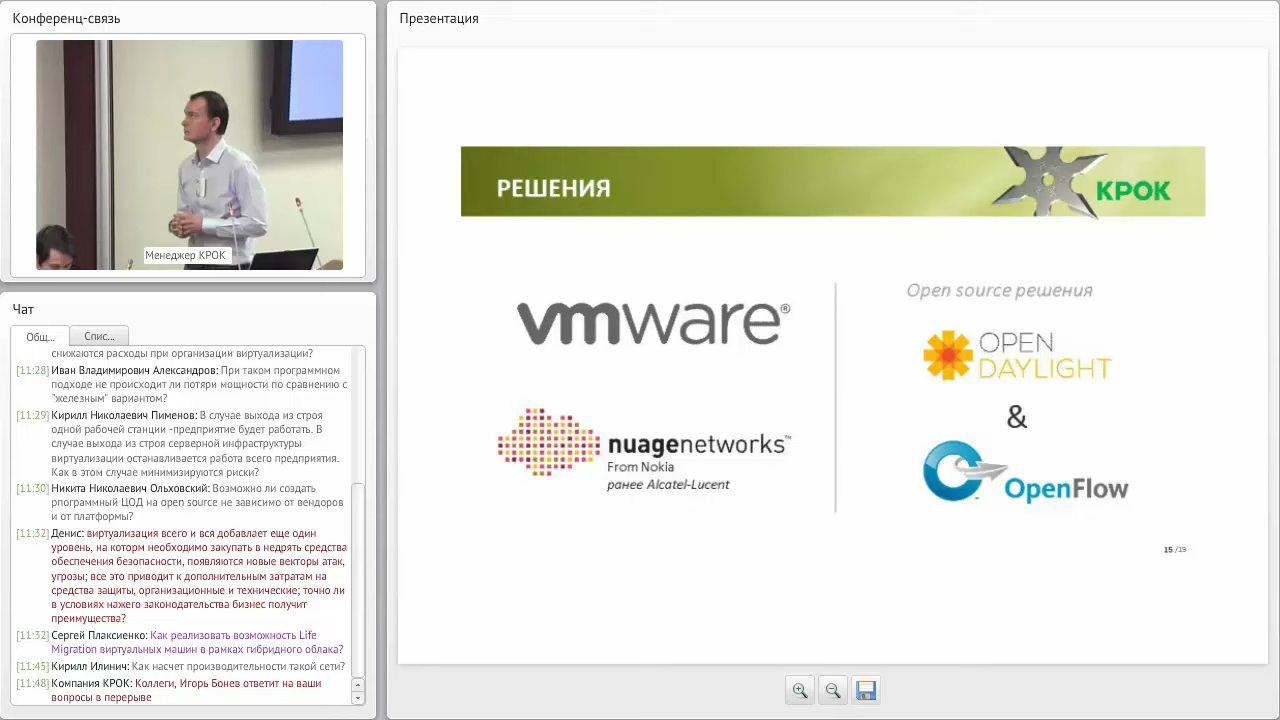 Конференц-связь
Менеджер КРОК
Чат
Общ...
Спис...
снижаются расходы при организации виртуализации?
[11:28] Иван Владимирович Александров: При таком программном
подходе не происходит ли потяри мощности по сравнению с
"железным" вариантом?
[11:29] Кирилл Николаевич Пименов: В случае выхода из строя
одной рабочей станции -предприятие будет работать. В
случае выхода из строя серверной инфраструктуры
виртуализации останавливается работа всего предприятия.
Как в этом случае минимизируются риски?
[11:30] Никита Николаевич Ольховский: Возможно ли создать
рпограммный ЦОД на open source не зависимо от вендоров
и от платформы?
[11:32] Денис: виртуализация всего и вся добавлает еще один
уровень, на которм необходимо закупать в недрять средства
обеспечения безопасности, появляются новые векторы атак,
угрозы; все это приводит к дополнительным затратам на
средства защиты, организационные и технические; точно ли
в условиях нажего законодательства бизнес получит
преимущества?
[11:32] Сергей Плаксиенко: Как реализовать возможность Life
Migration виртуальных машин в рамках гибридного облака?
[11:45] Кирилл Илинич: Как насчет производительности такой сети?
[11:48] Компания КРОК: Коллеги, Игорь Бонев ответит на ваши
вопросы в перерыве
Презентация
РЕШЕНИЯ
КРОК
vmware®
nuagenetworks™
From Nokia
ранее Alcatel-Lucent
Open source решения
OPEN
DAYLIGHT
&
OpenFlow
15 /19